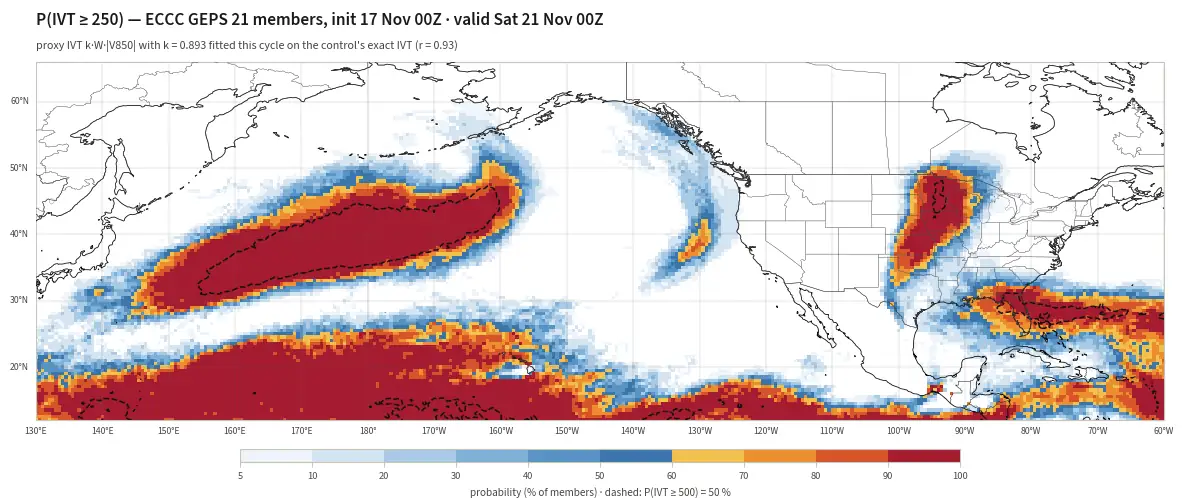 P(IVT ≥ 250) — ECCC GEPS 21 members, init 17 Nov 00Z · valid Sat 21 Nov 00Z
proxy IVT k·W·|V850| with k = 0.893 fitted this cycle on the control's exact IVT (r = 0.93)
60°N
50°N
40°N
30°N
20°N
130°E 140°E 150°E 160°E 170°E 180° 170°W 160°W 150°W 140°W 130°W 120°W 110°W 100°W 90°W 80°W 70°W 60°W
5 10 20 30 40 50 60 70 80 90 100
probability (% of members) · dashed: P(IVT ≥ 500) = 50 %